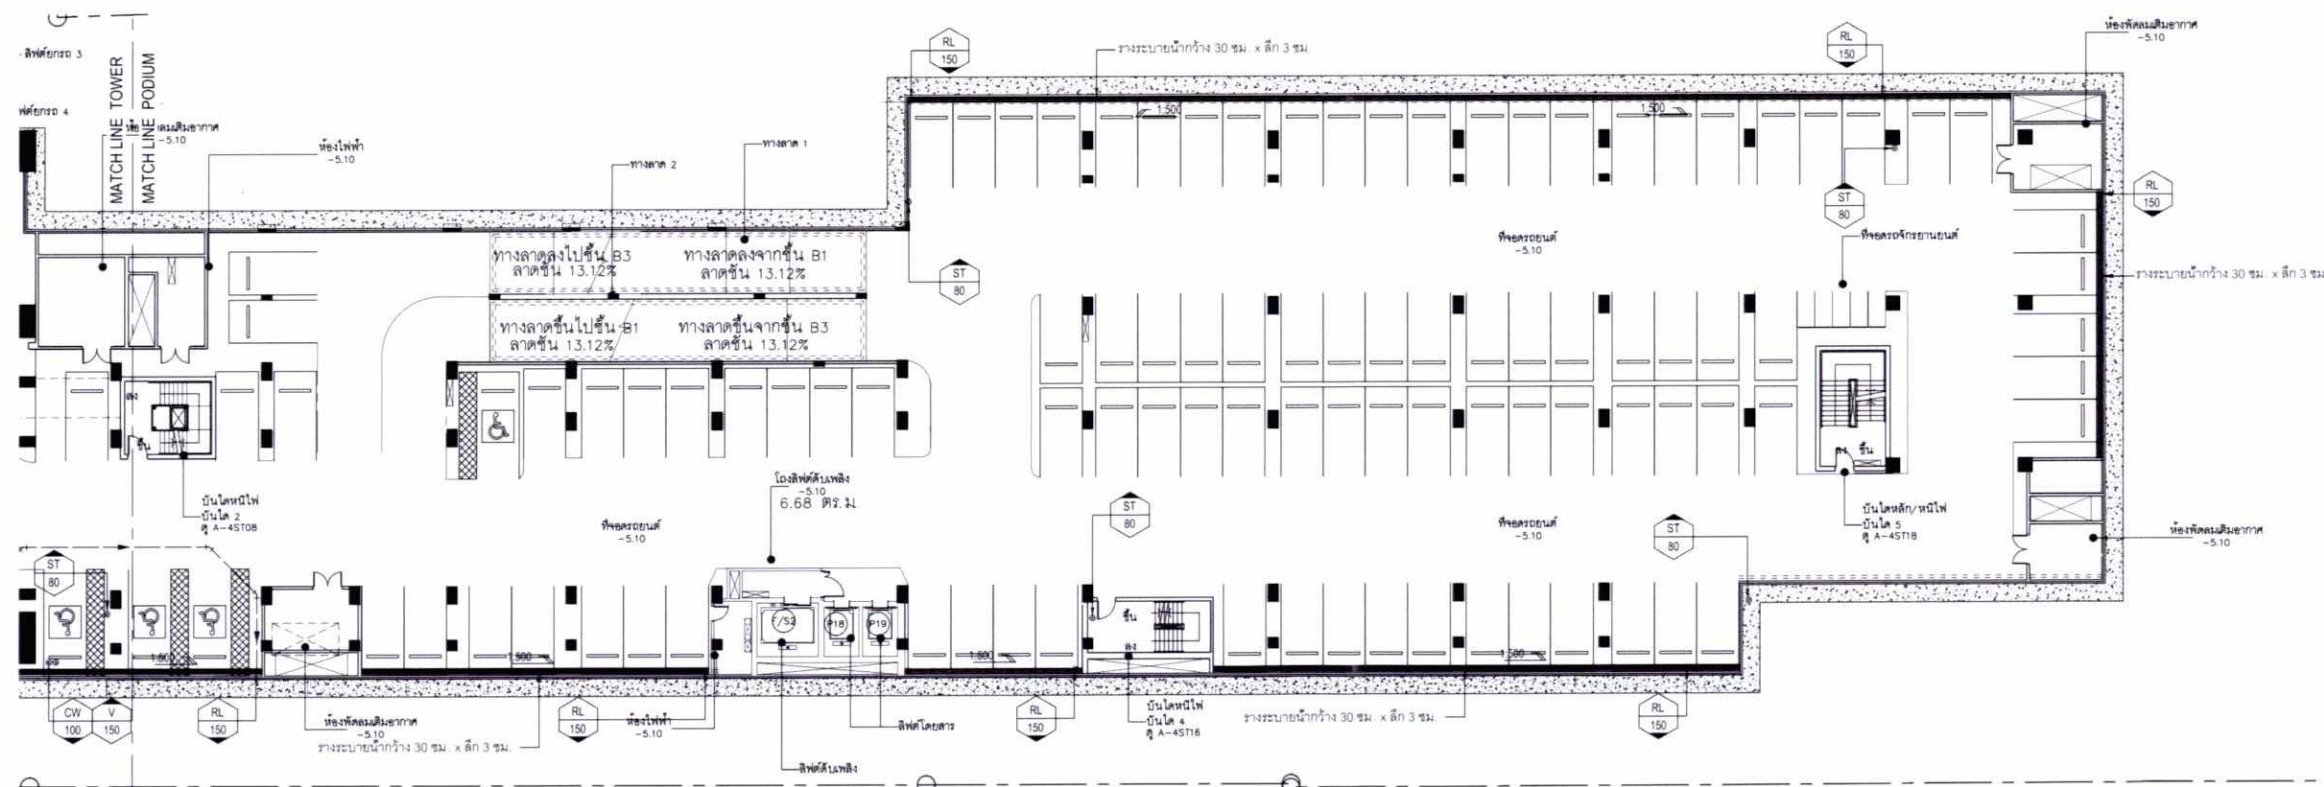 RL
150
รางระบายน้ำกว้าง 30 ซม. x ลึก 3 ซม.
RL
150
ห้องพัดลมเติมอากาศ
-5.10
- ลิฟต์ยกรถ 3
MATCH LINE TOWER
MATCH LINE PODIUM
ฟต์ยกรถ 4
-5.10
ห้องไฟฟ้า
-5.10
ทางลาด 2
ทางลาด 1
1:500
1:500
ST
80
RL
150
ทางลาดลงไปชั้น B3
ลาดชัน 13.12%
ทางลาดลงจากชั้น B1
ลาดชัน 13.12%
ST
80
ที่จอดรถยนต์
-5.10
ที่จอดรถจักรยานยนต์
รางระบายน้ำกว้าง 30 ซม. x ลึก 3 ซม
ทางลาดขึ้นไปชั้น B1
ลาดชัน 13.12%
ทางลาดขึ้นจากชั้น B3
ลาดชัน 13.12%
ลง
ขึ้น
ลง
ขึ้น
บันไดหนีไฟ
บันได 2
ดู A-4ST08
โถงลิฟต์ดับเพลิง
-5.10
6.68 ตร.ม
ที่จอดรถยนต์
-5.10
ST
80
ที่จอดรถยนต์
-5.10
ST
80
บันไดหลัก/หนีไฟ
บันได 5
ดู A-4ST18
ห้องพัดลมเติมอากาศ
-5.10
ST
80
F/S2
P18
P19
ขึ้น
ลง
1:500
1:500
1:500
1:500
CW
100
V
150
RL
150
ห้องพัดลมเติมอากาศ
-5.10
รางระบายน้ำกว้าง 30 ซม. x ลึก 3 ซม.
RL
150
ห้องไฟฟ้า
-5.10
ลิฟต์โดยสาร
ลิฟต์ดับเพลิง
RL
150
บันไดหนีไฟ
บันได 4
ดู A-4ST16
รางระบายน้ำกว้าง 30 ซม. x ลึก 3 ซม.
RL
150